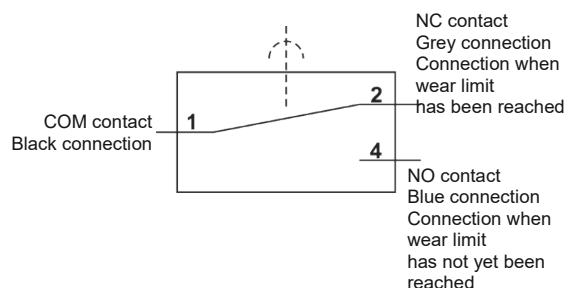 NC contact
Grey connection
Connection when
wear limit
has been reached
2
COM contact
Black connection
1
4
NO contact
Blue connection
Connection when
wear limit
has not yet been
reached